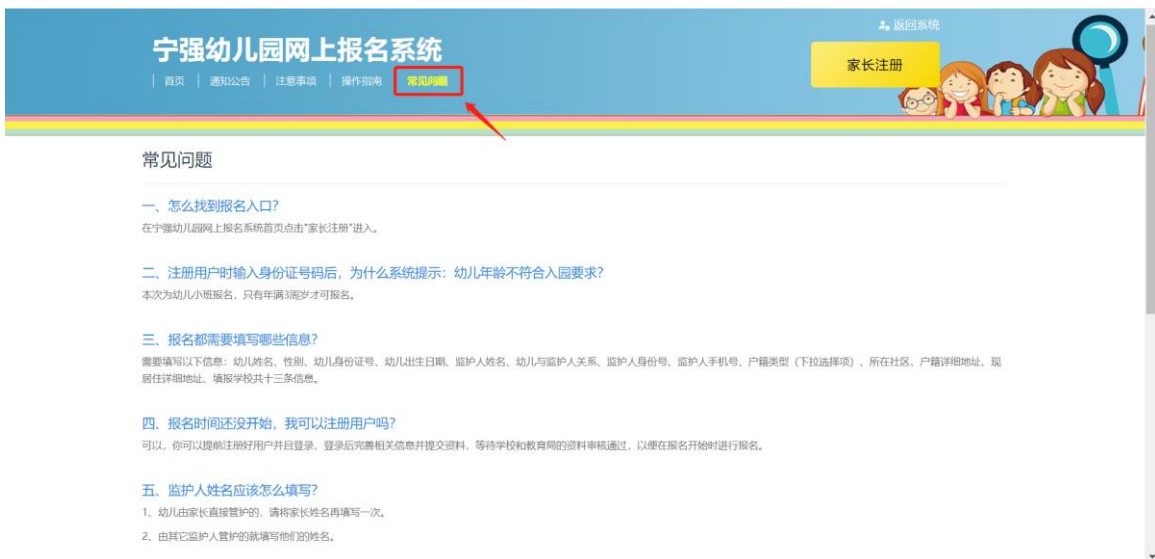 返回系统
宁强幼儿园网上报名系统
家长注册
首页 | 通知公告 | 注意事项 | 操作指南 | 常见问题
常见问题
一、怎么找到报名入口?
在宁强幼儿园网上报名系统首页点击"家长注册"进入。
二、注册用户时输入身份证号码后，为什么系统提示：幼儿年龄不符合入园要求?
本次为幼儿小班报名，只有年满3周岁才可报名。
三、报名都需要填写哪些信息?
需要填写以下信息：幼儿姓名、性别、幼儿身份证号、幼儿出生日期、监护人姓名、幼儿与监护人关系、监护人身份号、监护人手机号、户籍类型（下拉选择项）、所在社区、户籍详细地址、现
居住详细地址、填报学校共十三条信息。
四、报名时间还没开始，我可以注册用户吗?
可以，你可以提前注册好用户并且登录，登录后完善相关信息并提交资料，等待学校和教育局的资料审核通过，以便在报名开始时进行报名。
五、监护人姓名应该怎么填写?
1、幼儿由家长直接管护的，请将家长姓名再填写一次。
2、由其它监护人管护的就填写他们的姓名。